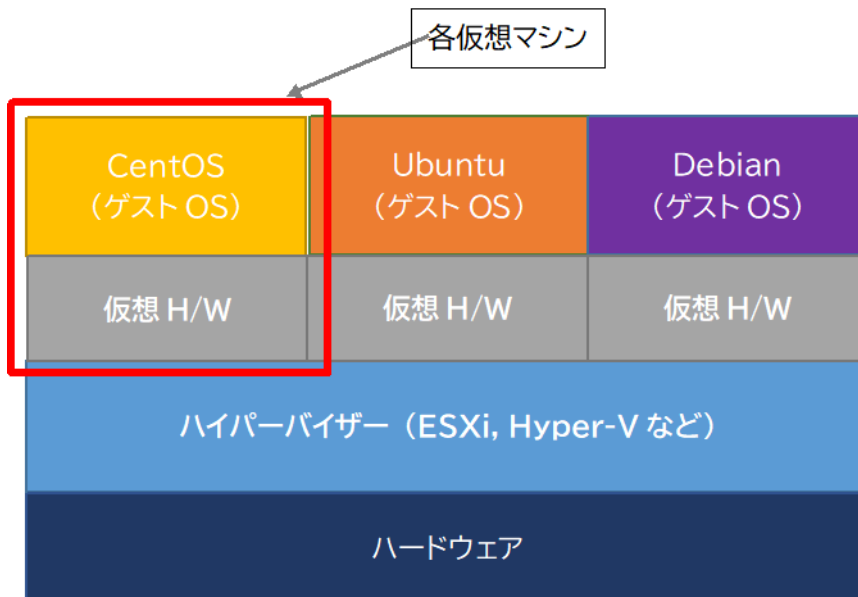 各仮想マシン
CentOS
（ゲスト OS）
Ubuntu
（ゲスト OS）
Debian
（ゲスト OS）
仮想 H/W
仮想 H/W
仮想 H/W
ハイパーバイザー（ESXi, Hyper-V など）
ハードウェア